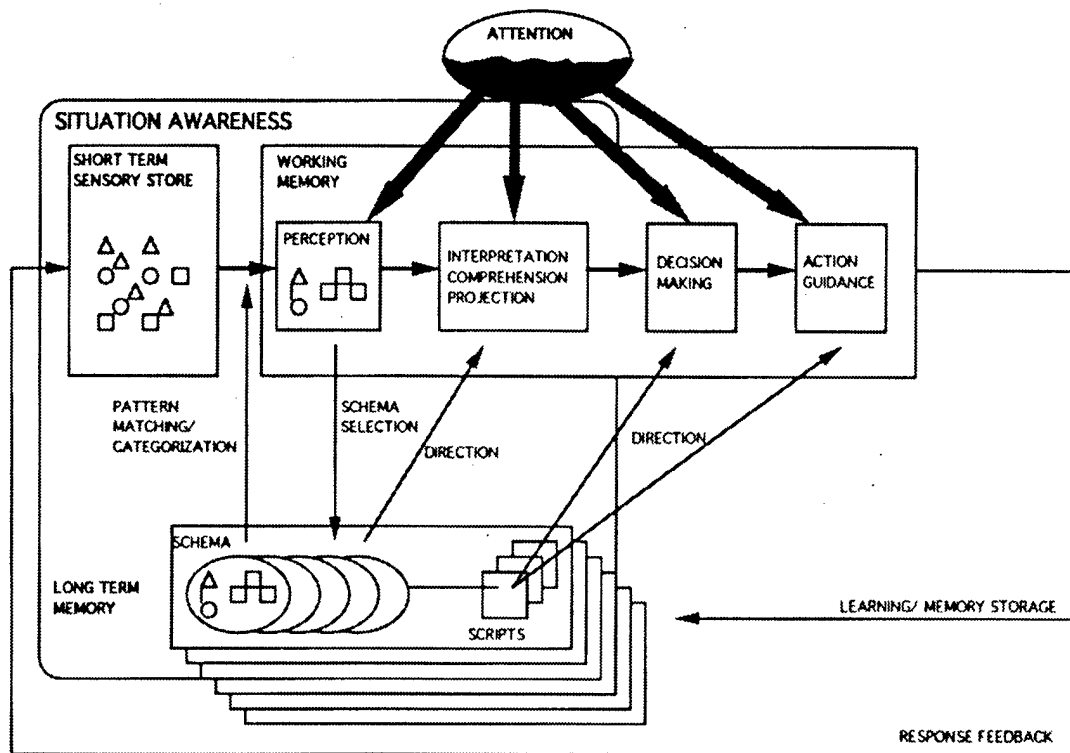 ATTENTION
SITUATION AWARENESS
SHORT TERM
SENSORY STORE
WORKING
MEMORY
PERCEPTION
INTERPRETATION
COMPREHENSION
PROJECTION
DECISION
MAKING
ACTION
GUIDANCE
PATTERN
MATCHING/
CATEGORIZATION
SCHEMA
SELECTION
DIRECTION
DIRECTION
SCHEMA
LONG TERM
MEMORY
SCRIPTS
LEARNING/ MEMORY STORAGE
RESPONSE FEEDBACK